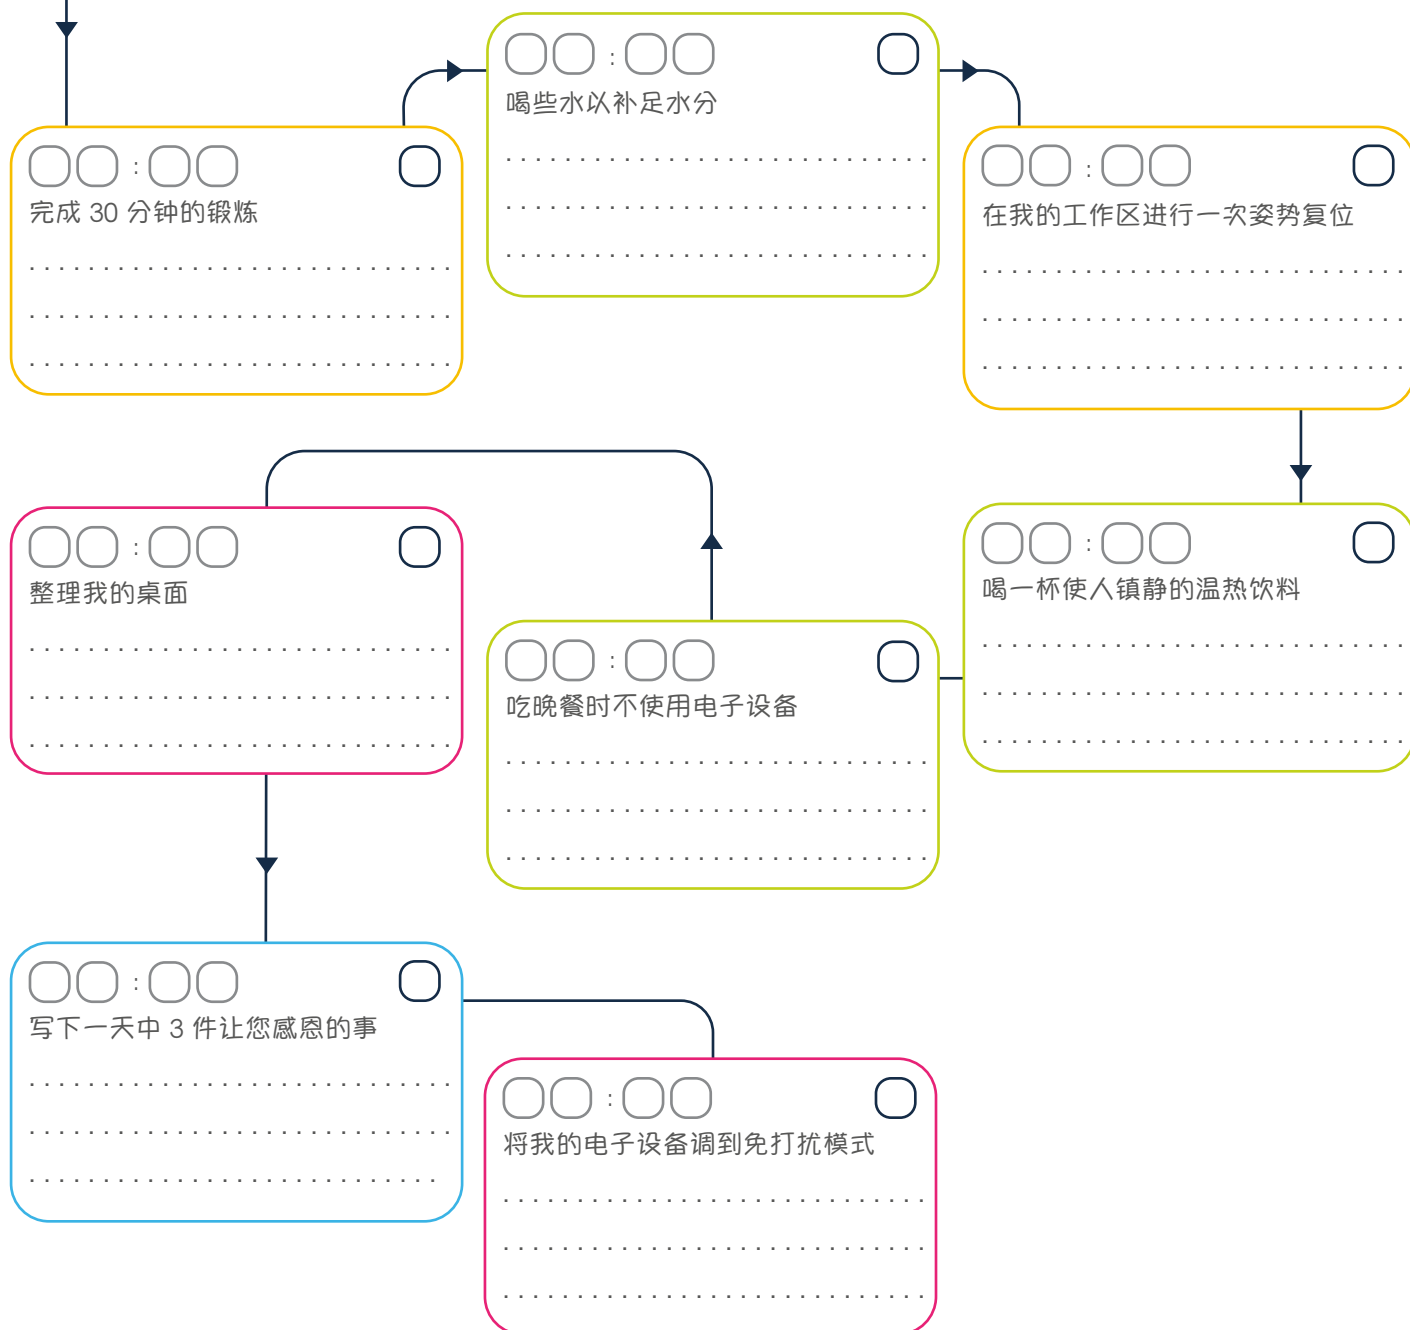 完成 30 分钟的锻炼
喝些水以补足水分
在我的工作区进行一次姿势复位
喝一杯使人镇静的温热饮料
吃晚餐时不使用电子设备
整理我的桌面
写下一天中 3 件让您感恩的事
将我的电子设备调到免打扰模式